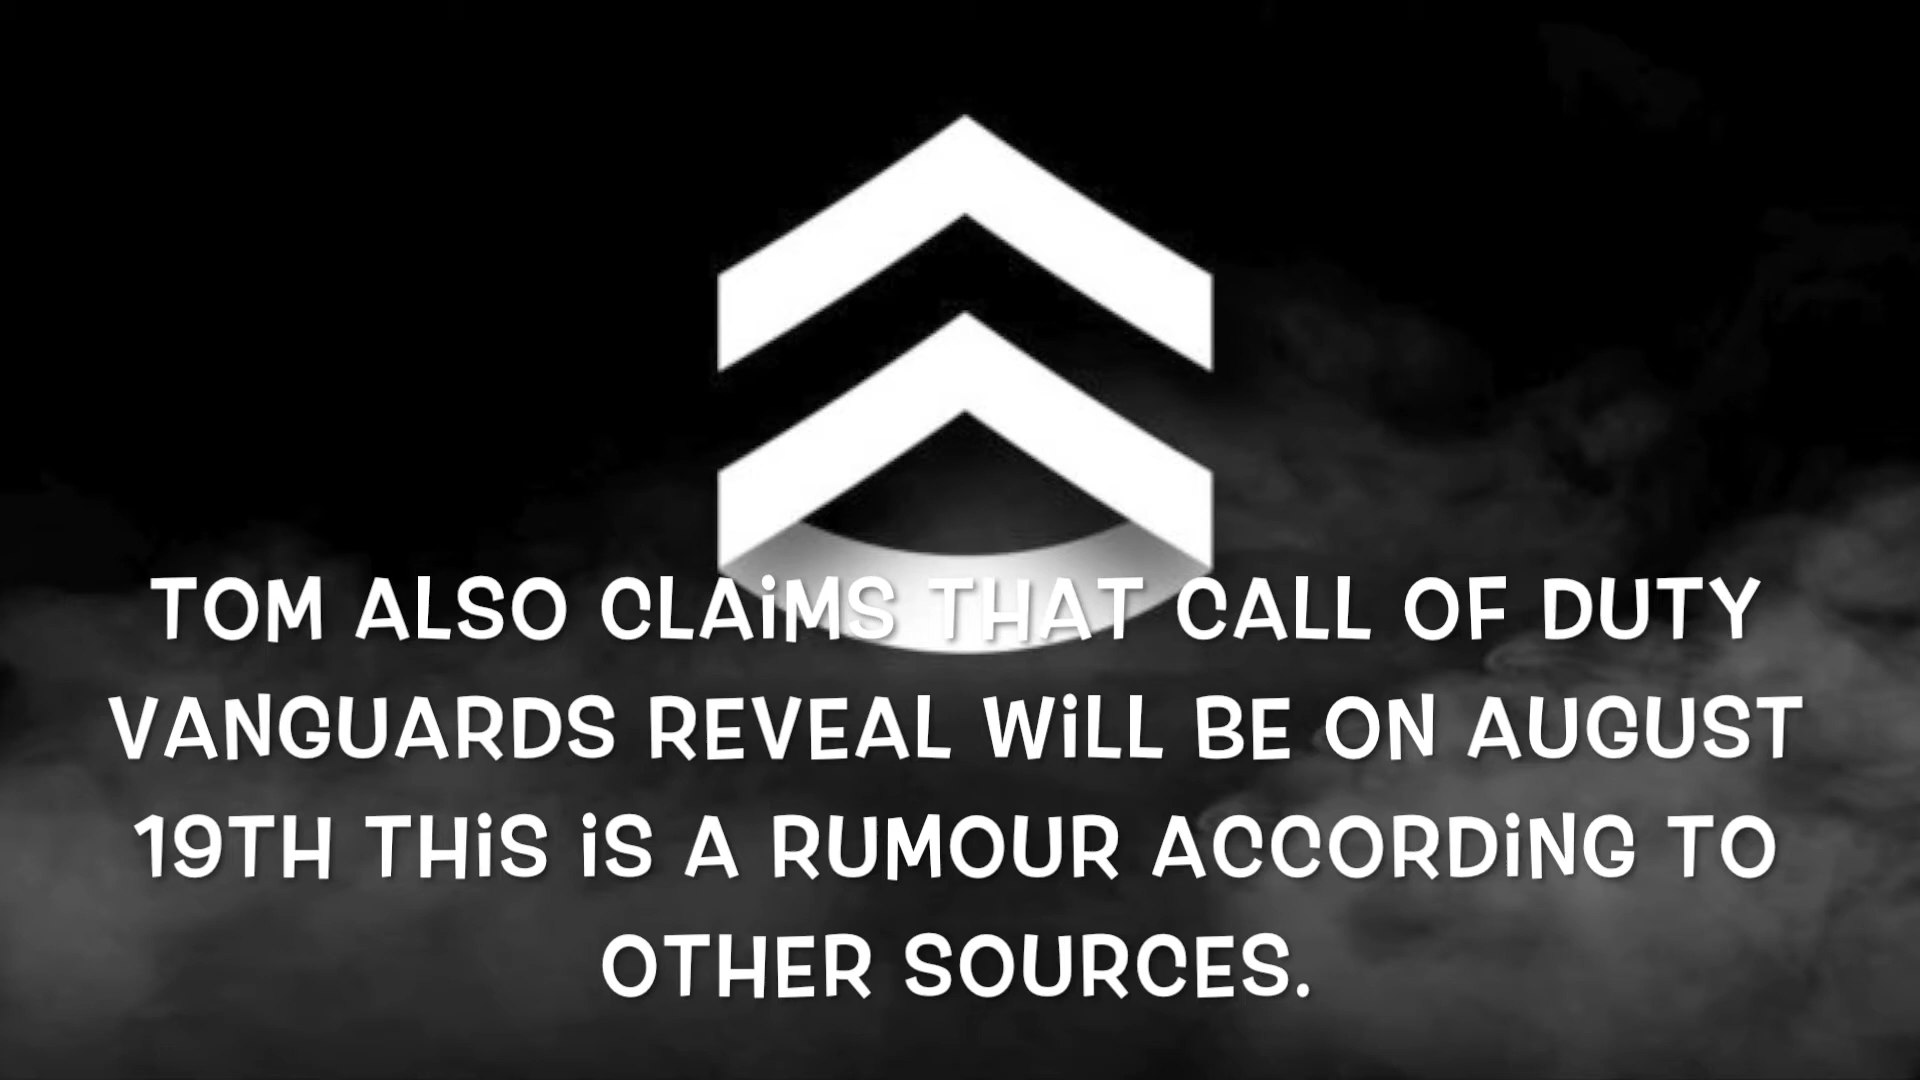 TOM ALSO CLAiMS THAT CALL OF DUTY
VANGUARDS REVEAL WiLL BE ON AUGUST
19TH THiS iS A RUMOUR ACCORDiNG TO
OTHER SOURCES.